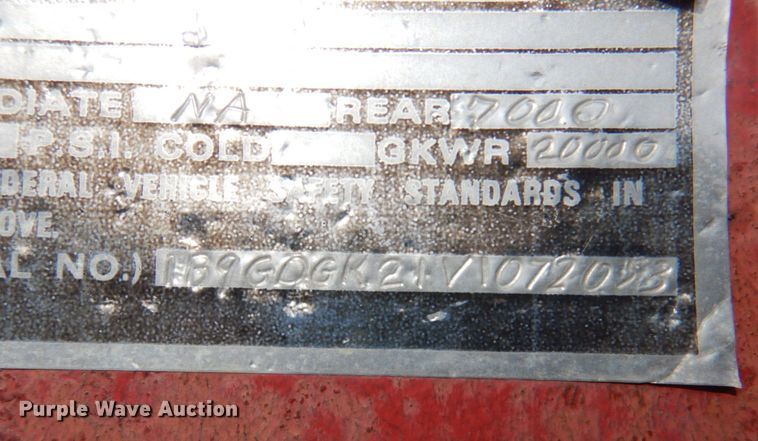 DIATE NA REAR 7000
P.S.I. COLD GKWR 20000
DERAL VEHICLE SAFETY STANDARDS IN
OVE.
AL NO.)
Purple Wave Auction